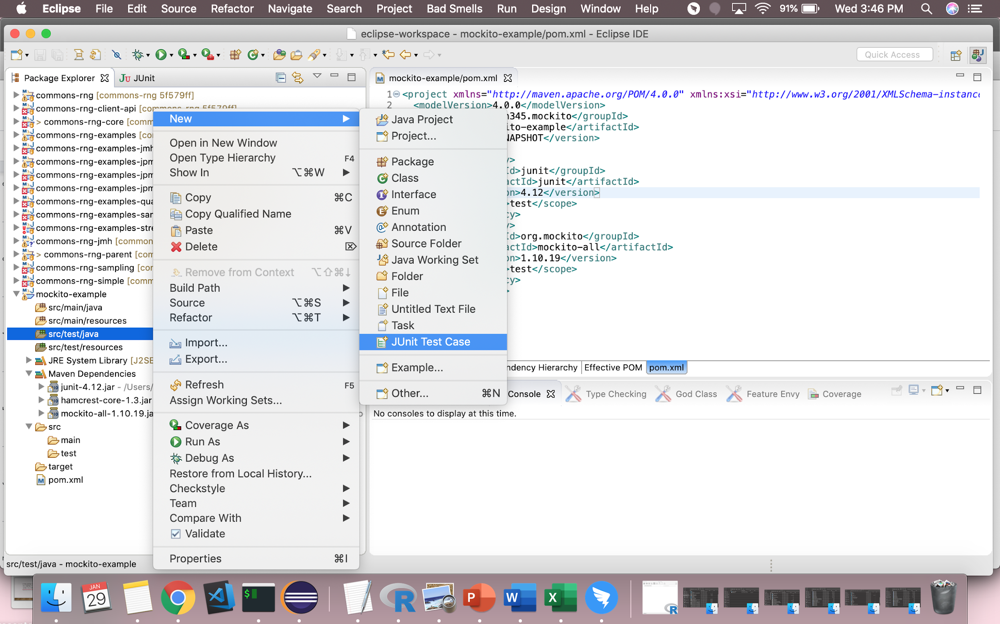 Eclipse File Edit Source Refactor Navigate Search Project Bad Smells Run Design Window Help 91% Wed 3:46 PM
eclipse-workspace - mockito-example/pom.xml - Eclipse IDE
Quick Access
Package Explorer JUnit
commons-rng [commons-rng 5f579ff]
commons-rng-client-api [commons-rng 5f579ff]
> commons-rng-core [comm
commons-rng-examples [co
commons-rng-examples-jmh
commons-rng-examples-jpm
commons-rng-examples-jpm
commons-rng-examples-jpm
commons-rng-examples-qua
commons-rng-examples-sam
commons-rng-examples-stre
commons-rng-jmh [common
> commons-rng-parent [com
commons-rng-sampling [cor
commons-rng-simple [comm
mockito-example
src/main/java
src/main/resources
src/test/java
src/test/resources
JRE System Library [J2SE
Maven Dependencies
junit-4.12.jar - /Users/
hamcrest-core-1.3.jar
mockito-all-1.10.19.ja
src
main
test
target
pom.xml
src/test/java - mockito-example
New
Open in New Window
Open Type Hierarchy F4
Show In ⌥⌘W
Copy ⌘C
Copy Qualified Name
Paste ⌘V
Delete ⌦
Remove from Context ⌥⇧⌘↓
Build Path
Source ⌥⌘S
Refactor ⌥⌘T
Import...
Export...
Refresh F5
Assign Working Sets...
Coverage As
Run As
Debug As
Restore from Local History...
Checkstyle
Team
Compare With
Validate
Properties ⌘I
Java Project
Project...
Package
Class
Interface
Enum
Annotation
Source Folder
Java Working Set
Folder
File
Untitled Text File
Task
JUnit Test Case
Example...
Other... ⌘N
mockito-example/pom.xml
1 <project xmlns="http://maven.apache.org/POM/4.0.0" xmlns:xsi="http://www.w3.org/2001/XMLSchema-instance
2 <modelVersion>4.0.0</modelVersion>
n345.mockito</groupId>
ito-example</artifactId>
NAPSHOT</version>
y>
Id>junit</groupId>
actId>junit</artifactId>
on>4.12</version>
>test</scope>
cy>
y>
Id>org.mockito</groupId>
actId>mockito-all</artifactId>
on>1.10.19</version>
>test</scope>
cy>
>
ndency Hierarchy Effective POM pom.xml
Console Type Checking God Class Feature Envy Coverage
No consoles to display at this time.
JAN
29
$
R
P
W
X
R